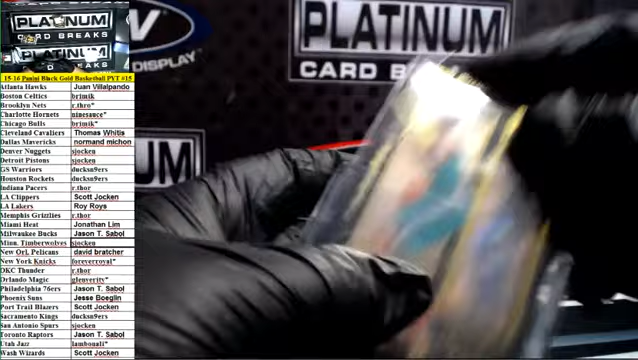 PLATINUM
CARD BREAKS
PLATINUM
CARD BREAKS
15-16 Panini Black Gold Basketball PYT #15
Atlanta Hawks Juan Villalpando
Boston Celtics brimik
Brooklyn Nets r.thro"
Charlotte Hornets ninesauce"
Chicago Bulls brimik"
Cleveland Cavaliers Thomas Whitis
Dallas Mavericks normand michon
Denver Nuggets sjocken
Detroit Pistons sjocken
GS Warriors ducksn9ers
Houston Rockets ducksn9ers
Indiana Pacers r.thor
LA Clippers Scott Jocken
LA Lakers Roy Roys
Memphis Grizzlies r.thor
Miami Heat Jonathan Lim
Milwaukee Bucks Jason T. Sabol
Minn. Timberwolves sjocken
New Orl. Pelicans david bratcher
New York Knicks foreverroyal"
OKC Thunder r.thor
Orlando Magic glenverity"
Philadelphia 76ers Jason T. Sabol
Phoenix Suns Jesse Boeglin
Port Trail Blazers Scott Jocken
Sacramento Kings ducksn9ers
San Antonio Spurs sjocken
Toronto Raptors Jason T. Sabol
Utah Jazz
Wash Wizards Scott Jocken
DISPLAY
PLATINUM
CARD B
UM